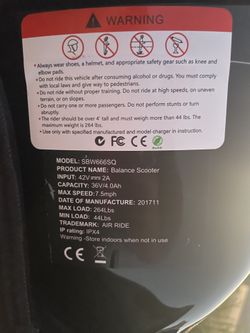 WARNING
• Always wear shoes, a helmet, and appropriate safety gear such as knee and
elbow pads.
• Do not ride this vehicle after consuming alcohol or drugs. You must comply
with local laws and give way to pedestrians.
• Do not ride without proper training. Do not ride at high speeds, on uneven
terrain, or on slopes.
• Do not carry one or more passengers. Do not perform stunts or turn
abruptly.
• The rider should be over 4' tall and must weigh more than 44 lbs. The
maximum weight is 264 lbs.
• Use only with specified manufacturer and model of charger in instruction.
FC CE
MODEL: SBW666SQ
PRODUCT NAME: Balance Scooter
INPUT: 42V 2A
CAPACITY: 36V/4.0Ah
MAX SPEED:7.5mph
DATE OF MANUFACTURE: 201711
MAX LOAD: 264Lbs
MIN LOAD: 44Lbs
TRADEMARK: AIR RIDE
IP rating: IPX4
Warning -Store indoors when not in use